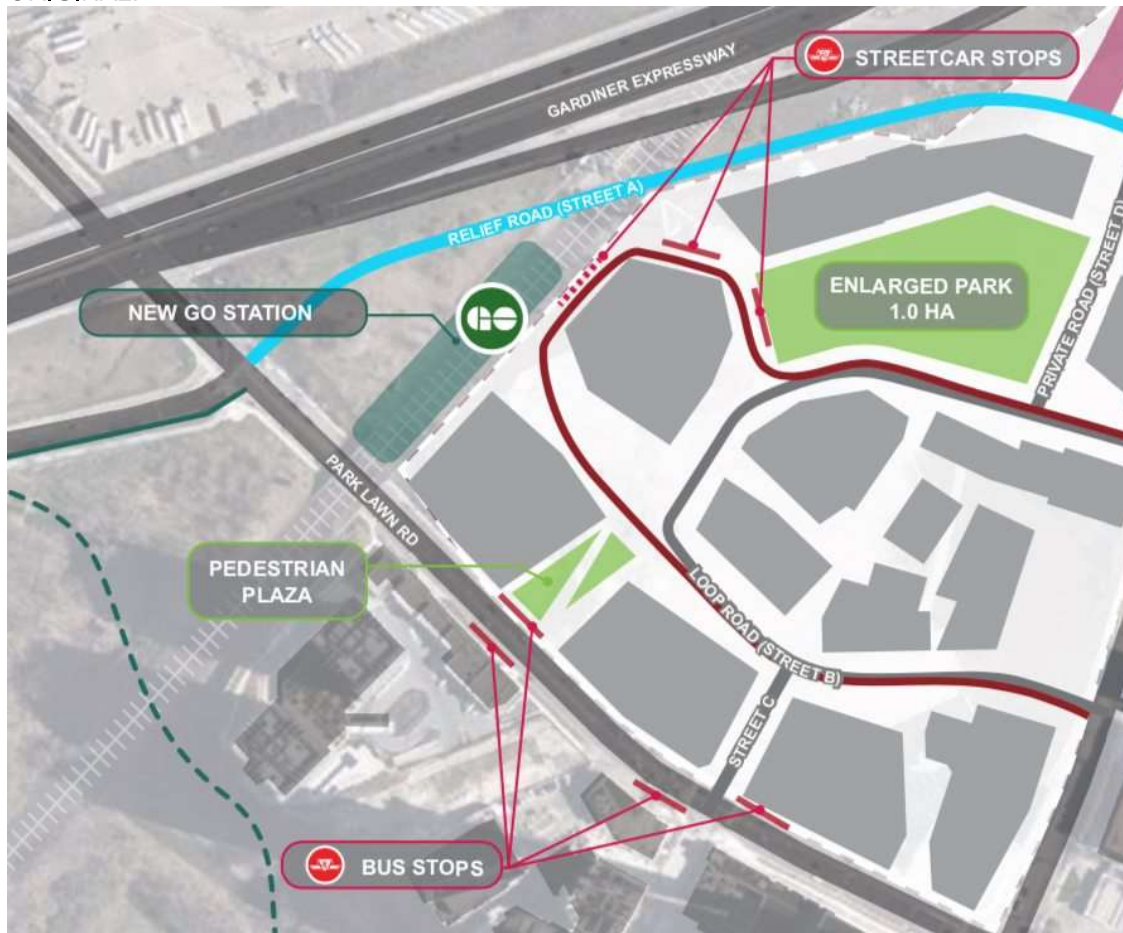 STREETCAR STOPS
GARDINER EXPRESSWAY
RELIEF ROAD (STREET A)
ENLARGED PARK
1.0 HA
PRIVATE ROAD (STREET D)
NEW GO STATION
GO
PARK LAWN RD
PEDESTRIAN
PLAZA
LOOP ROAD (STREET B)
STREET C
BUS STOPS